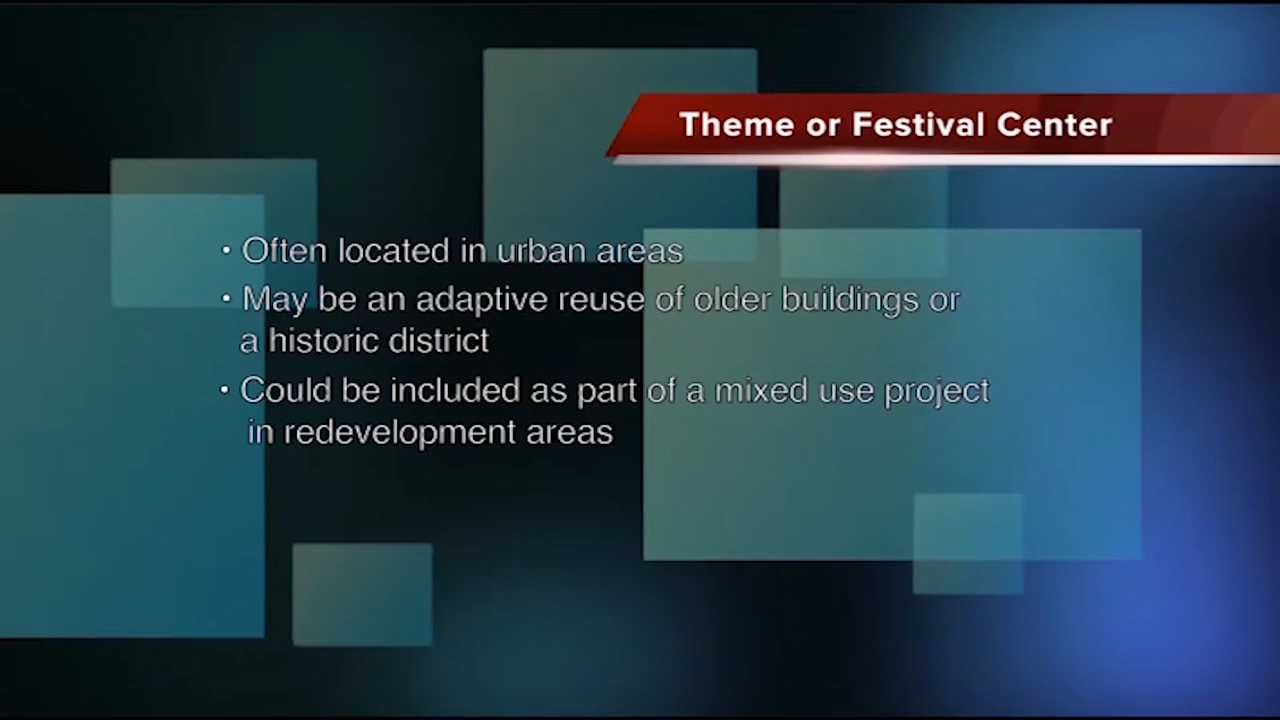 Theme or Festival Center
• Often located in urban areas
• May be an adaptive reuse of older buildings or
a historic district
• Could be included as part of a mixed use project
in redevelopment areas